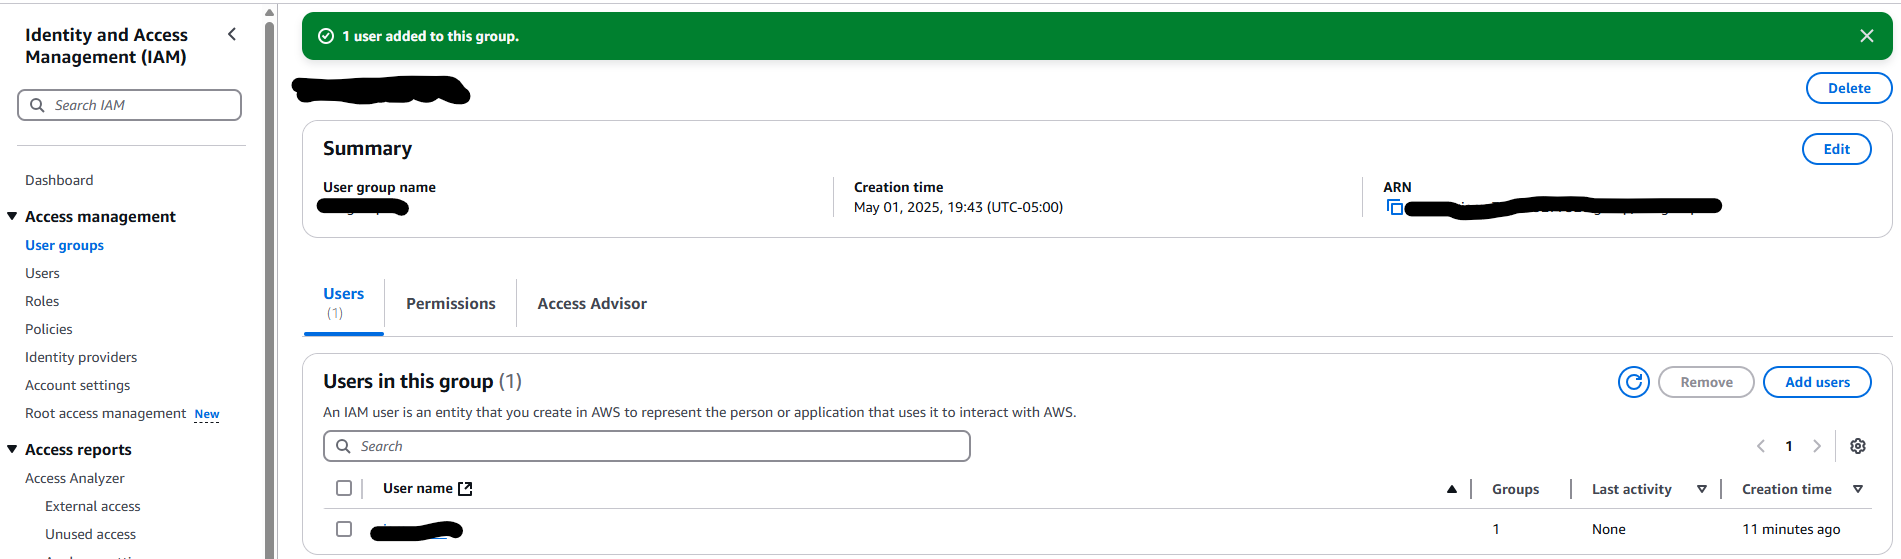 Identity and Access
Management (IAM)
Search IAM
Dashboard
Access management
User groups
Users
Roles
Policies
Identity providers
Account settings
Root access management New
Access reports
Access Analyzer
External access
Unused access
1 user added to this group.
Delete
Summary
Edit
User group name
Creation time
May 01, 2025, 19:43 (UTC-05:00)
ARN
Users
(1)
Permissions
Access Advisor
Users in this group (1)
Remove
Add users
An IAM user is an entity that you create in AWS to represent the person or application that uses it to interact with AWS.
Search
1
User name
Groups
Last activity
Creation time
1
None
11 minutes ago